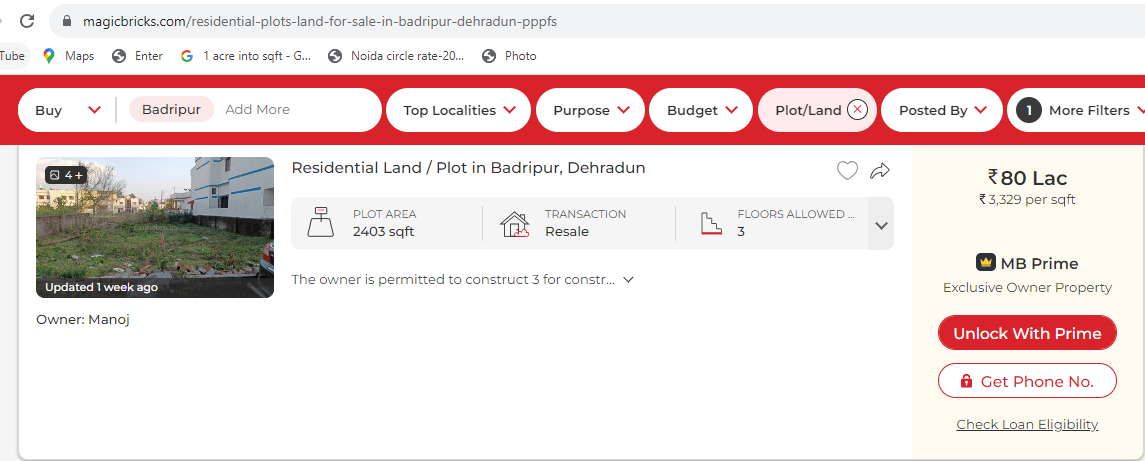 magicbricks.com/residential-plots-land-for-sale-in-badripur-dehradun-pppfs
Tube Maps Enter 1 acre into sqft - G... Noida circle rate-20... Photo
Buy Badripur Add More Top Localities Purpose Budget Plot/Land Posted By 1 More Filters
4 +
magicbricks
Updated 1 week ago
Owner: Manoj
Residential Land / Plot in Badripur, Dehradun
PLOT AREA
2403 sqft
TRANSACTION
Resale
FLOORS ALLOWED ...
3
The owner is permitted to construct 3 for constr...
₹80 Lac
₹3,329 per sqft
MB Prime
Exclusive Owner Property
Unlock With Prime
Get Phone No.
Check Loan Eligibility